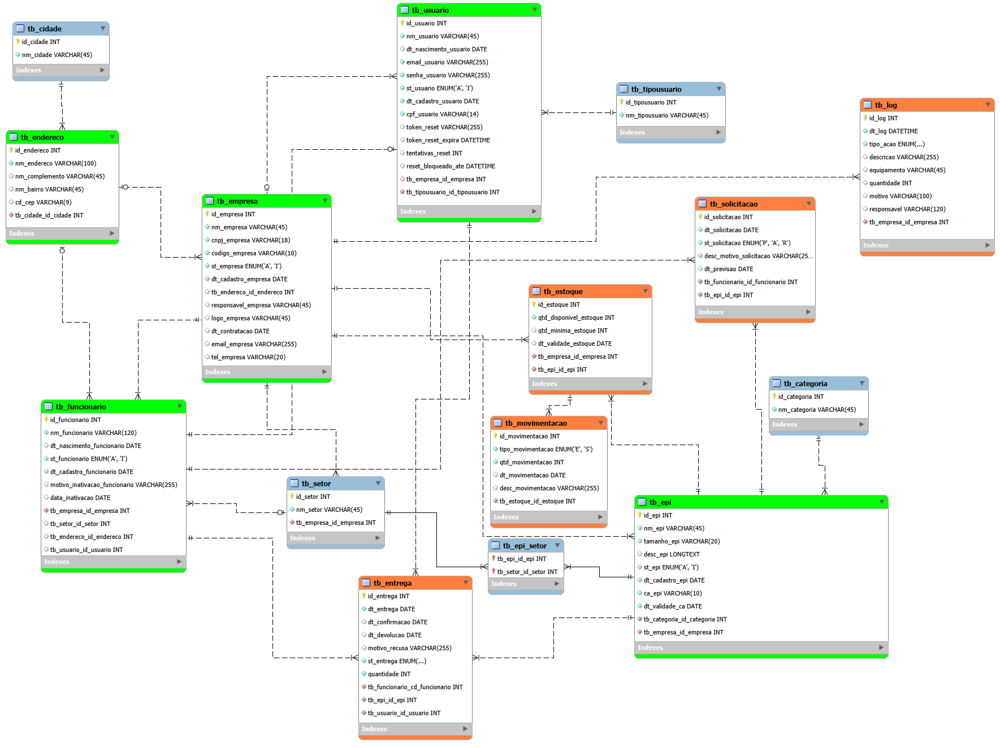 tb_cidade
id_cidade INT
nm_cidade VARCHAR(45)
Indexes
tb_endereco
id_endereco INT
nm_endereco VARCHAR(100)
nm_complemento VARCHAR(45)
nm_bairro VARCHAR(45)
cd_cep VARCHAR(9)
tb_cidade_id_cidade INT
Indexes
tb_usuario
id_usuario INT
nm_usuario VARCHAR(45)
dt_nascimento_usuario DATE
email_usuario VARCHAR(255)
senha_usuario VARCHAR(255)
st_usuario ENUM('A', 'I')
dt_cadastro_usuario DATE
cpf_usuario VARCHAR(14)
token_reset VARCHAR(255)
token_reset_expira DATETIME
tentativas_reset INT
reset_bloqueado_ate DATETIME
tb_empresa_id_empresa INT
tb_tipousuario_id_tipousuario INT
Indexes
tb_tipousuario
id_tipousuario INT
nm_tipousuario VARCHAR(45)
Indexes
tb_log
id_log INT
dt_log DATETIME
tipo_acao ENUM(...)
descricao VARCHAR(255)
equipamento VARCHAR(45)
quantidade INT
motivo VARCHAR(100)
responsavel VARCHAR(120)
tb_empresa_id_empresa INT
Indexes
tb_empresa
id_empresa INT
nm_empresa VARCHAR(45)
cnpj_empresa VARCHAR(18)
codigo_empresa VARCHAR(10)
st_empresa ENUM('A', 'I')
dt_cadastro_empresa DATE
tb_endereco_id_endereco INT
responsavel_empresa VARCHAR(45)
logo_empresa VARCHAR(45)
dt_contratacao DATE
email_empresa VARCHAR(255)
tel_empresa VARCHAR(20)
Indexes
tb_solicitacao
id_solicitacao INT
dt_solicitacao DATE
st_solicitacao ENUM('P', 'A', 'R')
desc_motivo_solicitacao VARCHAR(25...
dt_previsao DATE
tb_funcionario_id_funcionario INT
tb_epi_id_epi INT
Indexes
tb_estoque
id_estoque INT
qtd_disponivel_estoque INT
qtd_minima_estoque INT
dt_validade_estoque DATE
tb_empresa_id_empresa INT
tb_epi_id_epi INT
Indexes
tb_categoria
id_categoria INT
nm_categoria VARCHAR(45)
Indexes
tb_funcionario
id_funcionario INT
nm_funcionario VARCHAR(120)
dt_nascimento_funcionario DATE
st_funcionario ENUM('A', 'I')
dt_cadastro_funcionario DATE
motivo_inativacao_funcionario VARCHAR(255)
data_inativacao DATE
tb_empresa_id_empresa INT
tb_setor_id_setor INT
tb_endereco_id_endereco INT
tb_usuario_id_usuario INT
Indexes
tb_movimentacao
id_movimentacao INT
tipo_movimentacao ENUM('E', 'S')
qtd_movimentacao INT
dt_movimentacao DATE
desc_movimentacao VARCHAR(255)
tb_estoque_id_estoque INT
Indexes
tb_setor
id_setor INT
nm_setor VARCHAR(45)
tb_empresa_id_empresa INT
Indexes
tb_epi
id_epi INT
nm_epi VARCHAR(45)
tamanho_epi VARCHAR(20)
desc_epi LONGTEXT
st_epi ENUM('A', 'I')
dt_cadastro_epi DATE
ca_epi VARCHAR(10)
dt_validade_ca DATE
tb_categoria_id_categoria INT
tb_empresa_id_empresa INT
Indexes
tb_epi_setor
tb_epi_id_epi INT
tb_setor_id_setor INT
Indexes
tb_entrega
id_entrega INT
dt_entrega DATE
dt_confirmacao DATE
dt_devolucao DATE
motivo_recusa VARCHAR(255)
st_entrega ENUM(...)
quantidade INT
tb_funcionario_cd_funcionario INT
tb_epi_id_epi INT
tb_usuario_id_usuario INT
Indexes